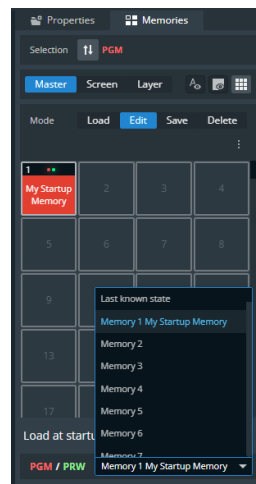 Properties Memories
Selection PGM
Master Screen Layer
Mode Load Edit Save Delete
1
My Startup
Memory
2 3 4
5 6 7 8
9
Last known state
Memory 1 My Startup Memory
Memory 2
Memory 3
13
Memory 4
Memory 5
17
Memory 6
Load at startu
Memory 7
PGM / PRW Memory 1 My Startup Memory